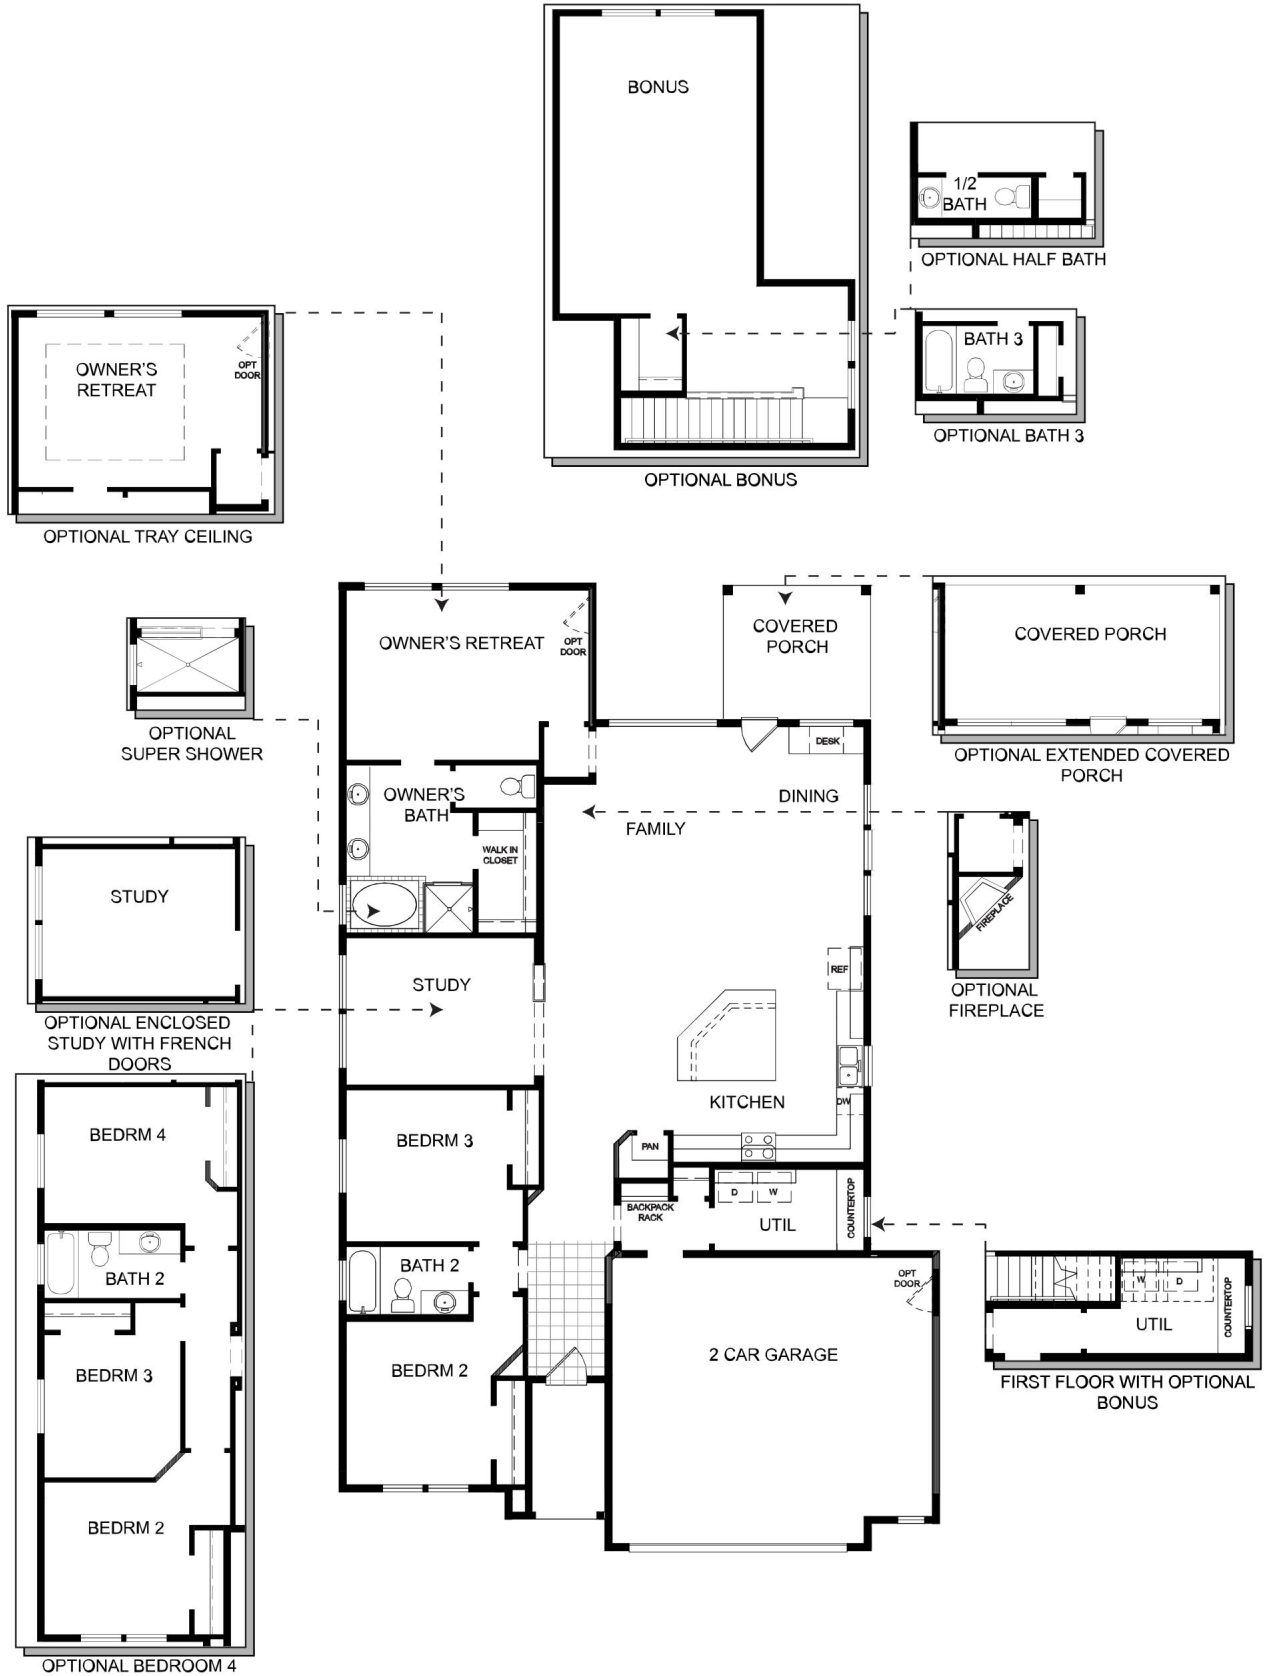 BONUS
OPTIONAL BONUS
1/2
BATH
OPTIONAL HALF BATH
BATH 3
OPTIONAL BATH 3
OWNER'S
RETREAT
OPT
DOOR
OPTIONAL TRAY CEILING
OPTIONAL
SUPER SHOWER
STUDY
OPTIONAL ENCLOSED
STUDY WITH FRENCH
DOORS
BEDRM 4
BATH 2
BEDRM 3
BEDRM 2
OPTIONAL BEDROOM 4
OWNER'S RETREAT
OPT
DOOR
COVERED
PORCH
DESK
DINING
FAMILY
OWNER'S
BATH
WALK IN
CLOSET
STUDY
REF
KITCHEN
DW
PAN
BEDRM 3
BACKPACK
RACK
D
W
UTIL
COUNTERTOP
BATH 2
BEDRM 2
OPT
DOOR
2 CAR GARAGE
COVERED PORCH
OPTIONAL EXTENDED COVERED
PORCH
FIREPLACE
OPTIONAL
FIREPLACE
W
D
UTIL
COUNTERTOP
FIRST FLOOR WITH OPTIONAL
BONUS